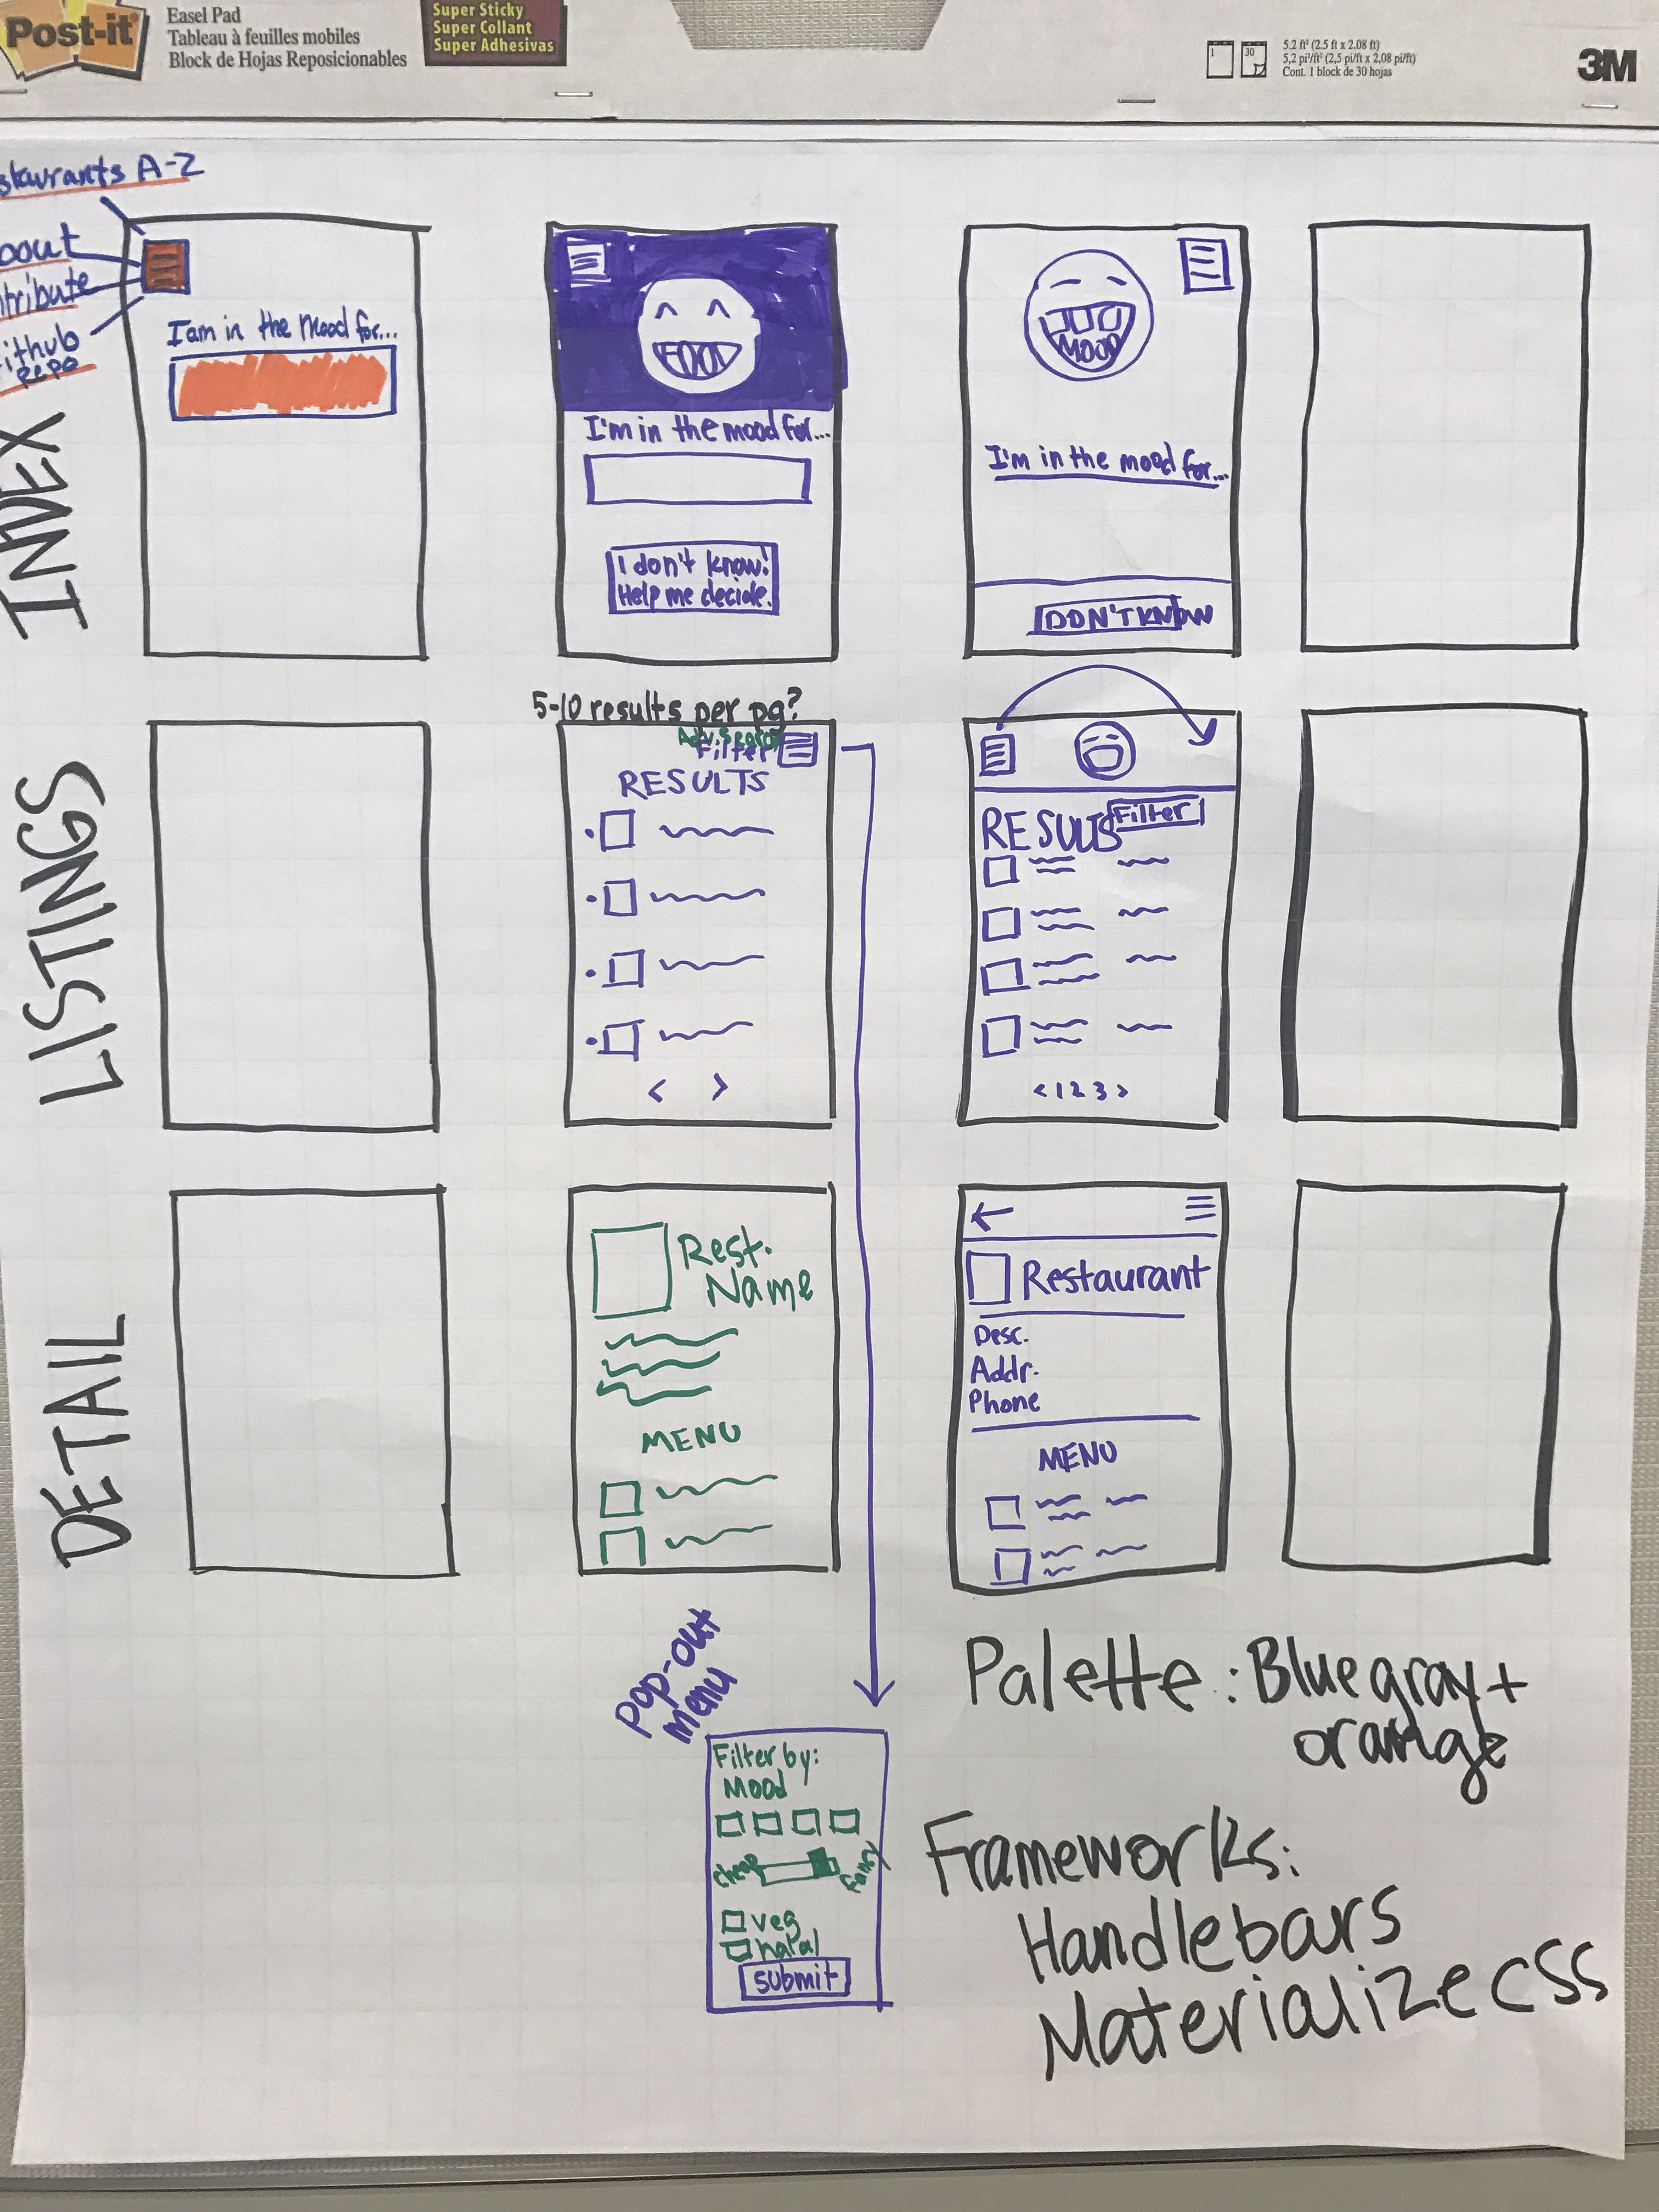 Post-it
Easel Pad
Tableau à feuilles mobiles
Block de Hojas Reposicionables
Super Sticky
Super Collant
Super Adhesivas
1
30
5,2 ft² (2.5 ft x 2.08 ft)
5,2 pi²/ft² (2,5 pi/ft x 2,08 pi/ft)
Cont. 1 block de 30 hojas
3M
staurants A-Z
bout
ntribute
ithub
Repo
INDEX
I am in the Mood for...
FOOD
I'm in the mood for...
I don't know!
Help me decide.
MOOD
I'm in the mood for...
DON'T KNOW
LISTINGS
5-10 results per pg?
Adv. Search
Filter
RESULTS
< >
RESULTS
Filter
< 1 2 3 >
DETAIL
Rest.
Name
MENU
Restaurant
Desc.
Addr.
Phone
MENU
Pop-out
menu
Filter by:
Mood
cheap
fancy
veg
halal
submit
Palette: Blue gray +
orange
Frameworks:
Handlebars
Materialize CSS